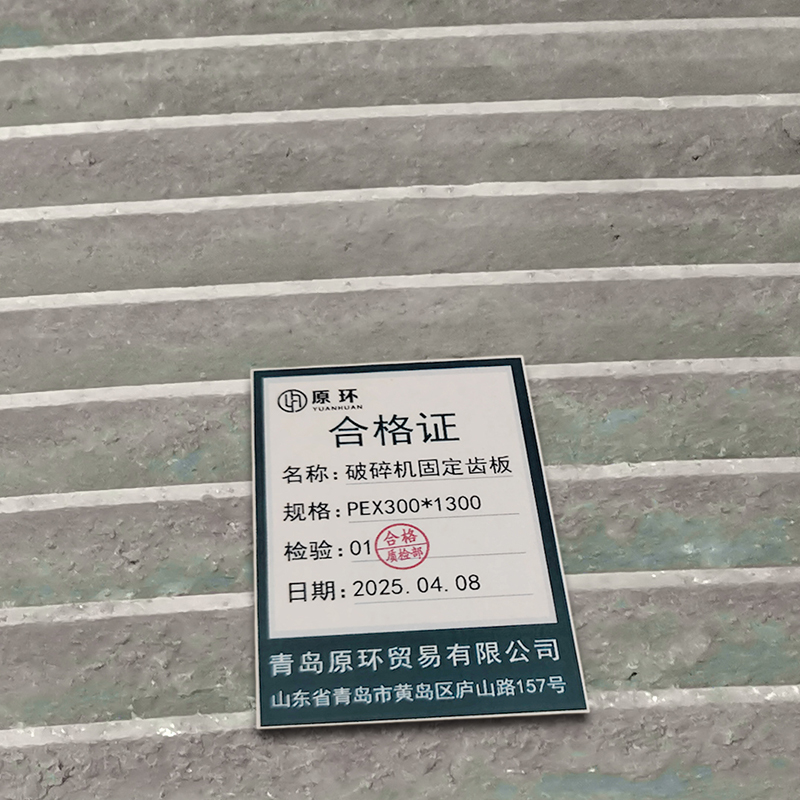 原环
YUANHUAN
合格证
名称:破碎机固定齿板
规格:PEX300*1300
检验:01
合格
质检部
日期:2025.04.08
青岛原环贸易有限公司
山东省青岛市黄岛区庐山路157号